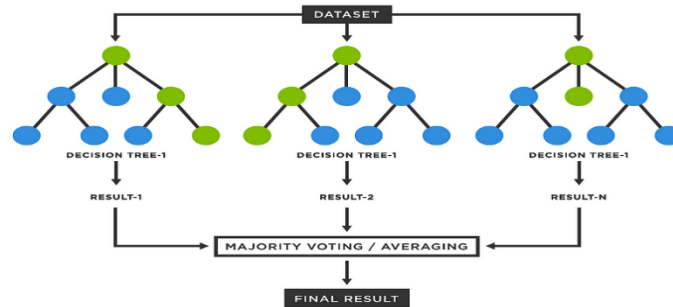 DATASET
DECISION TREE-1
DECISION TREE-1
DECISION TREE-1
RESULT-1
RESULT-2
RESULT-N
MAJORITY VOTING / AVERAGING
FINAL RESULT